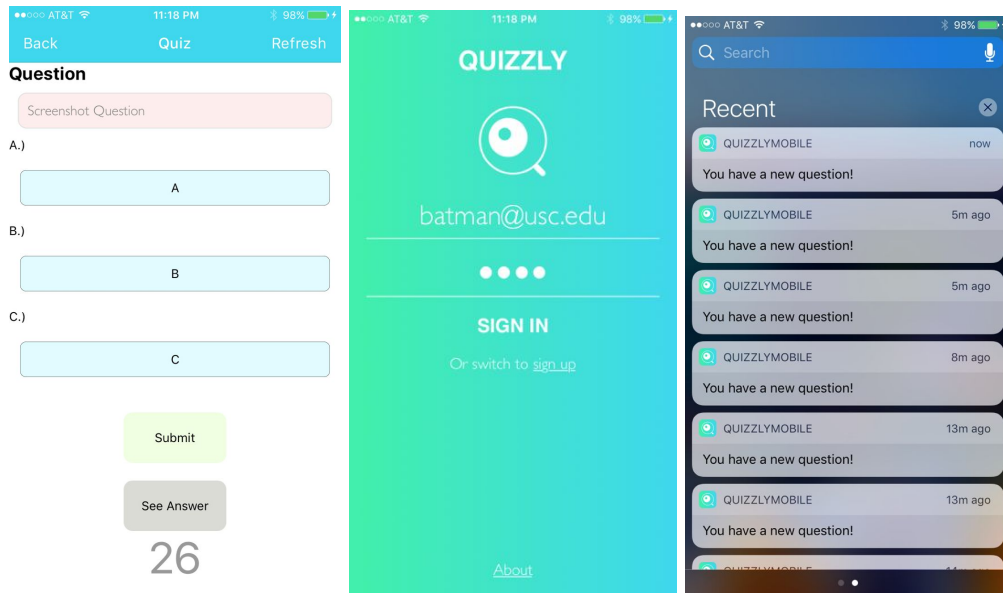 AT&T 11:18 PM 98%
Back Quiz Refresh
Question
Screenshot Question
A.)
A
B.)
B
C.)
C
Submit
See Answer
26
AT&T 11:18 PM 98%
QUIZZLY
batman@usc.edu
SIGN IN
Or switch to sign up
About
AT&T 98%
Search
Recent
QUIZZLYMOBILE now
You have a new question!
QUIZZLYMOBILE 5m ago
You have a new question!
QUIZZLYMOBILE 5m ago
You have a new question!
QUIZZLYMOBILE 8m ago
You have a new question!
QUIZZLYMOBILE 13m ago
You have a new question!
QUIZZLYMOBILE 13m ago
You have a new question!
QUIZZLYMOBILE